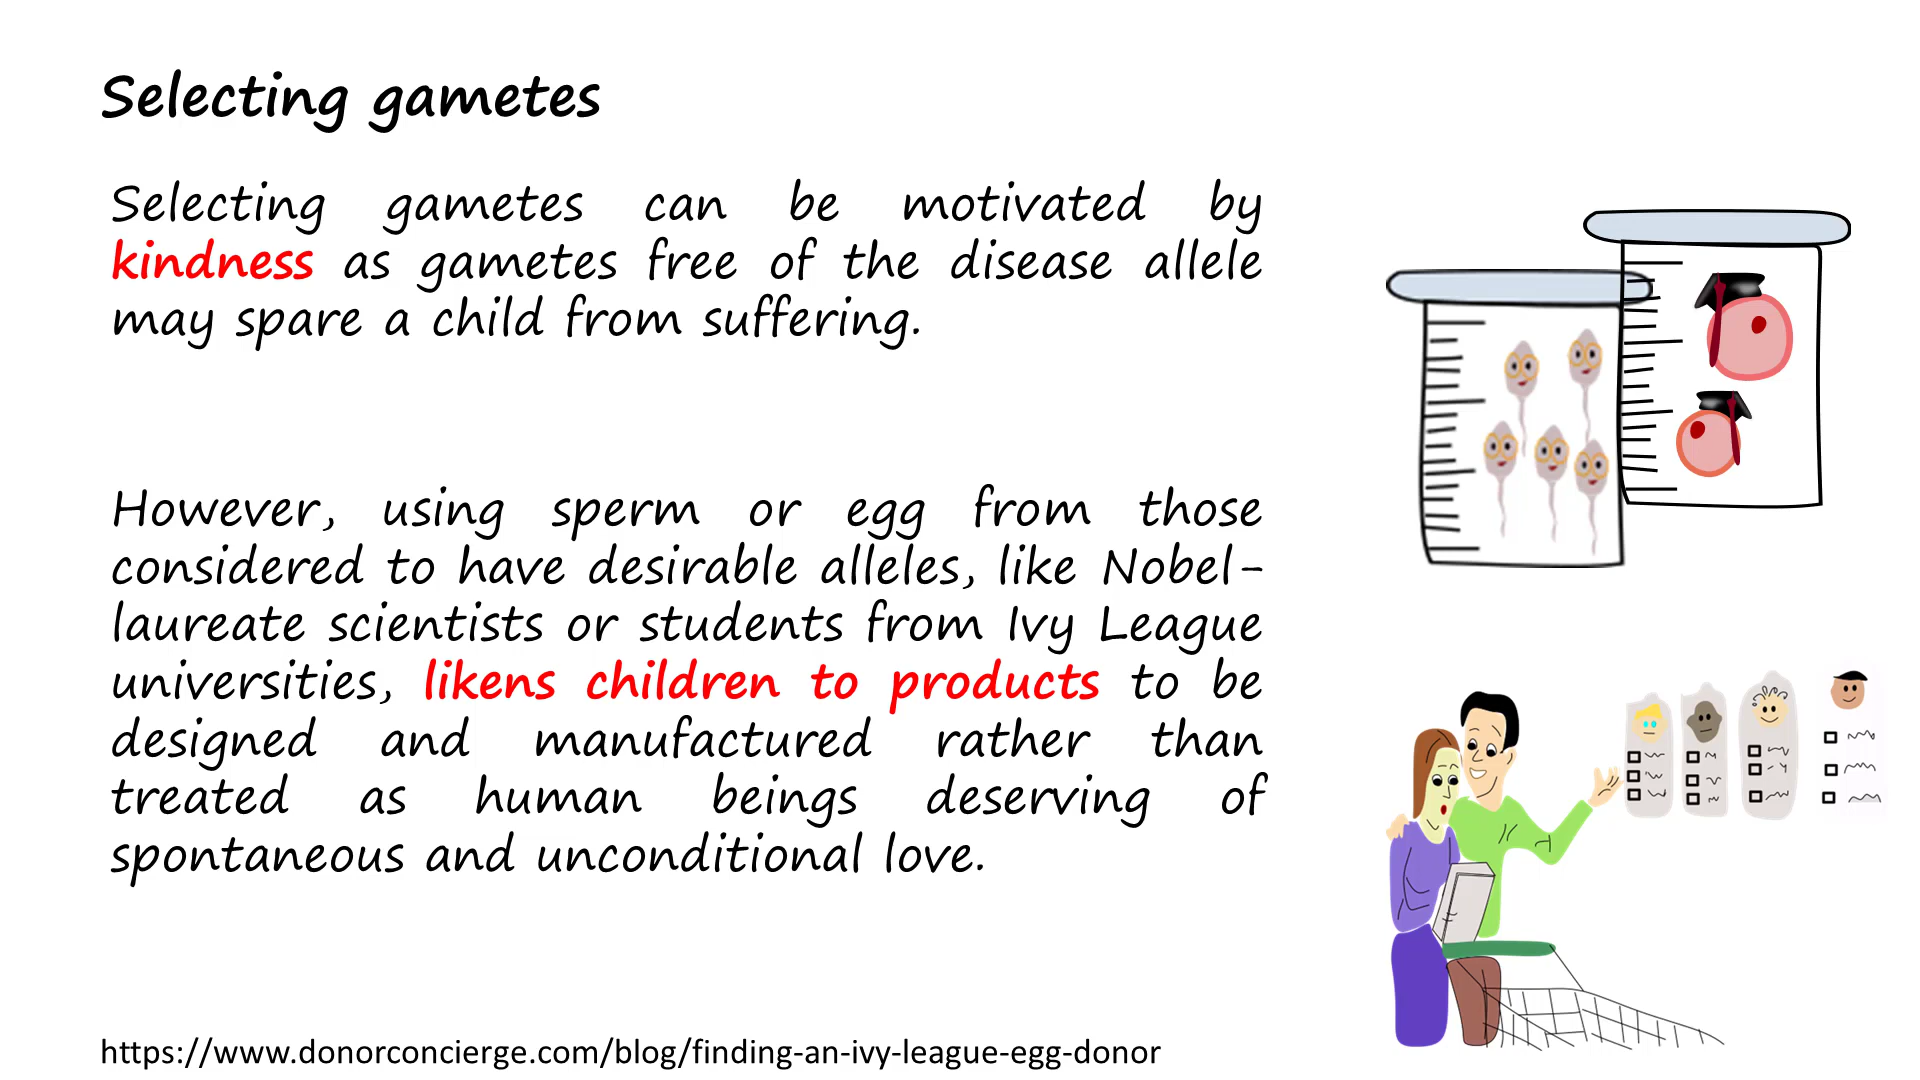 Selecting gametes
Selecting gametes can be motivated by
kindness as gametes free of the disease allele
may spare a child from suffering.
However, using sperm or egg from those
considered to have desirable alleles, like Nobel-
laureate scientists or students from Ivy League
universities, likens children to products to be
designed and manufactured rather than
treated as human beings deserving of
spontaneous and unconditional love.
https://www.donorconcierge.com/blog/finding-an-ivy-league-egg-donor